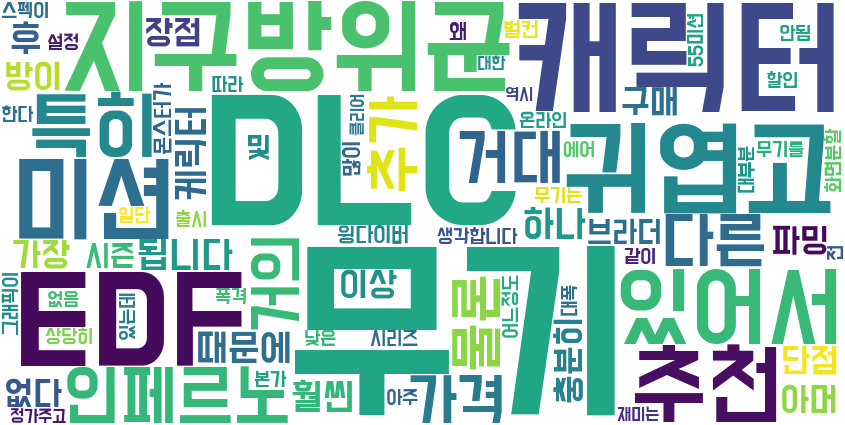 스펙이
후
설정
장점
방이
한다
지구방위군
따라
왜
대한
벌컨
역시
캐릭터
55미션
안됨
할인
구매
온라인
특히
몬스터가
케릭터
DLC
및
많이
클리어
추가
거대
에어
귀엽고
대부분
무기를
화면분할
미션
일단
출시
무기는
하나
브라더
다른
파밍
전
가장
시즌
됩니다
거의
윙다이버
생각합니다
같이
그래픽이
없음
EDF
있는데
폭격
이상
무기
물론
어느정도
대폭
있어서
상당히
때문에
낮은
시리즈
충분히
추천
단점
없다
인페르노
본가
훨씬
아주
가격
아머
정가주고
재미는